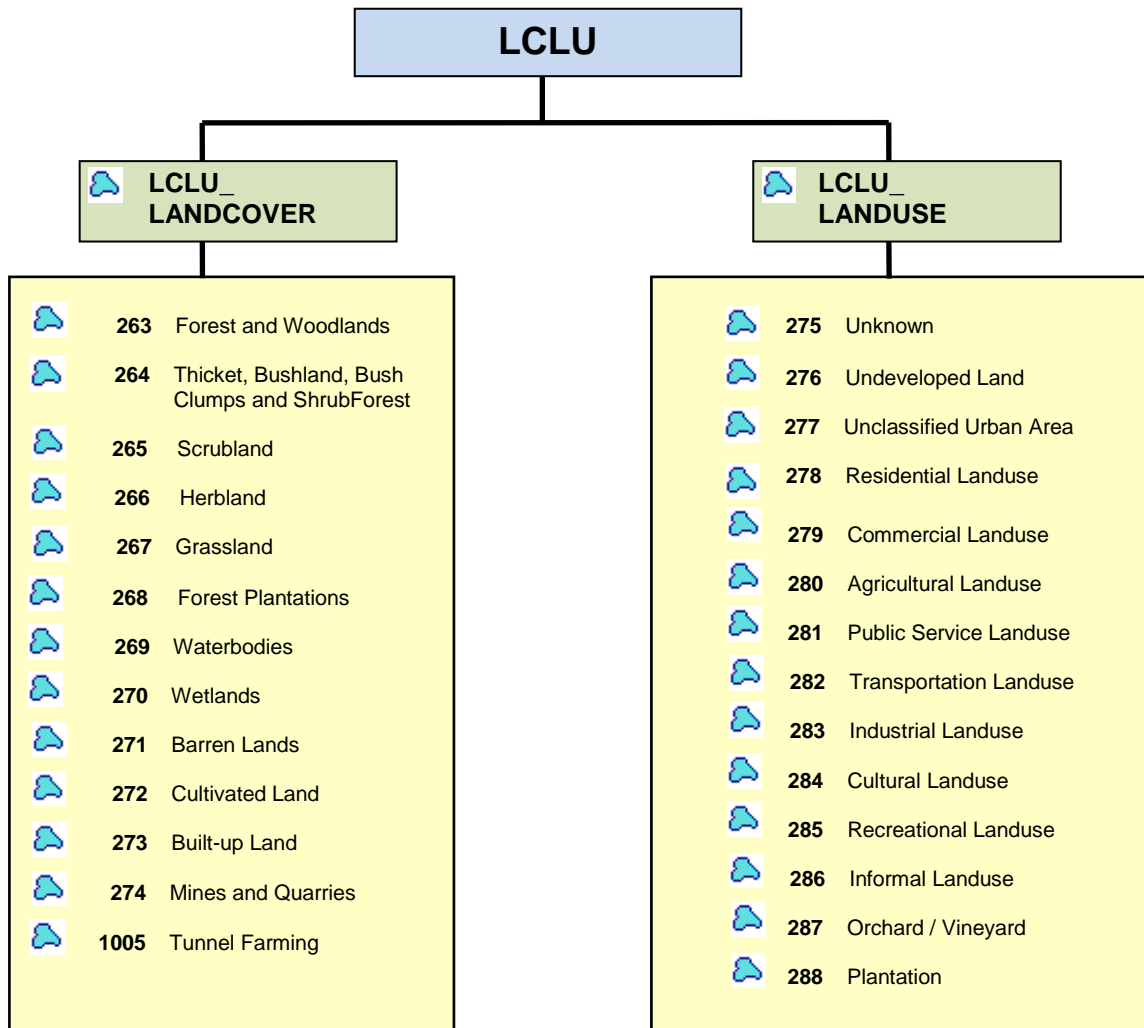 LCLU
LCLU_
LANDCOVER
263 Forest and Woodlands
264 Thicket, Bushland, Bush
Clumps and ShrubForest
265 Scrubland
266 Herbland
267 Grassland
268 Forest Plantations
269 Waterbodies
270 Wetlands
271 Barren Lands
272 Cultivated Land
273 Built-up Land
274 Mines and Quarries
1005 Tunnel Farming
LCLU_
LANDUSE
275 Unknown
276 Undeveloped Land
277 Unclassified Urban Area
278 Residential Landuse
279 Commercial Landuse
280 Agricultural Landuse
281 Public Service Landuse
282 Transportation Landuse
283 Industrial Landuse
284 Cultural Landuse
285 Recreational Landuse
286 Informal Landuse
287 Orchard / Vineyard
288 Plantation